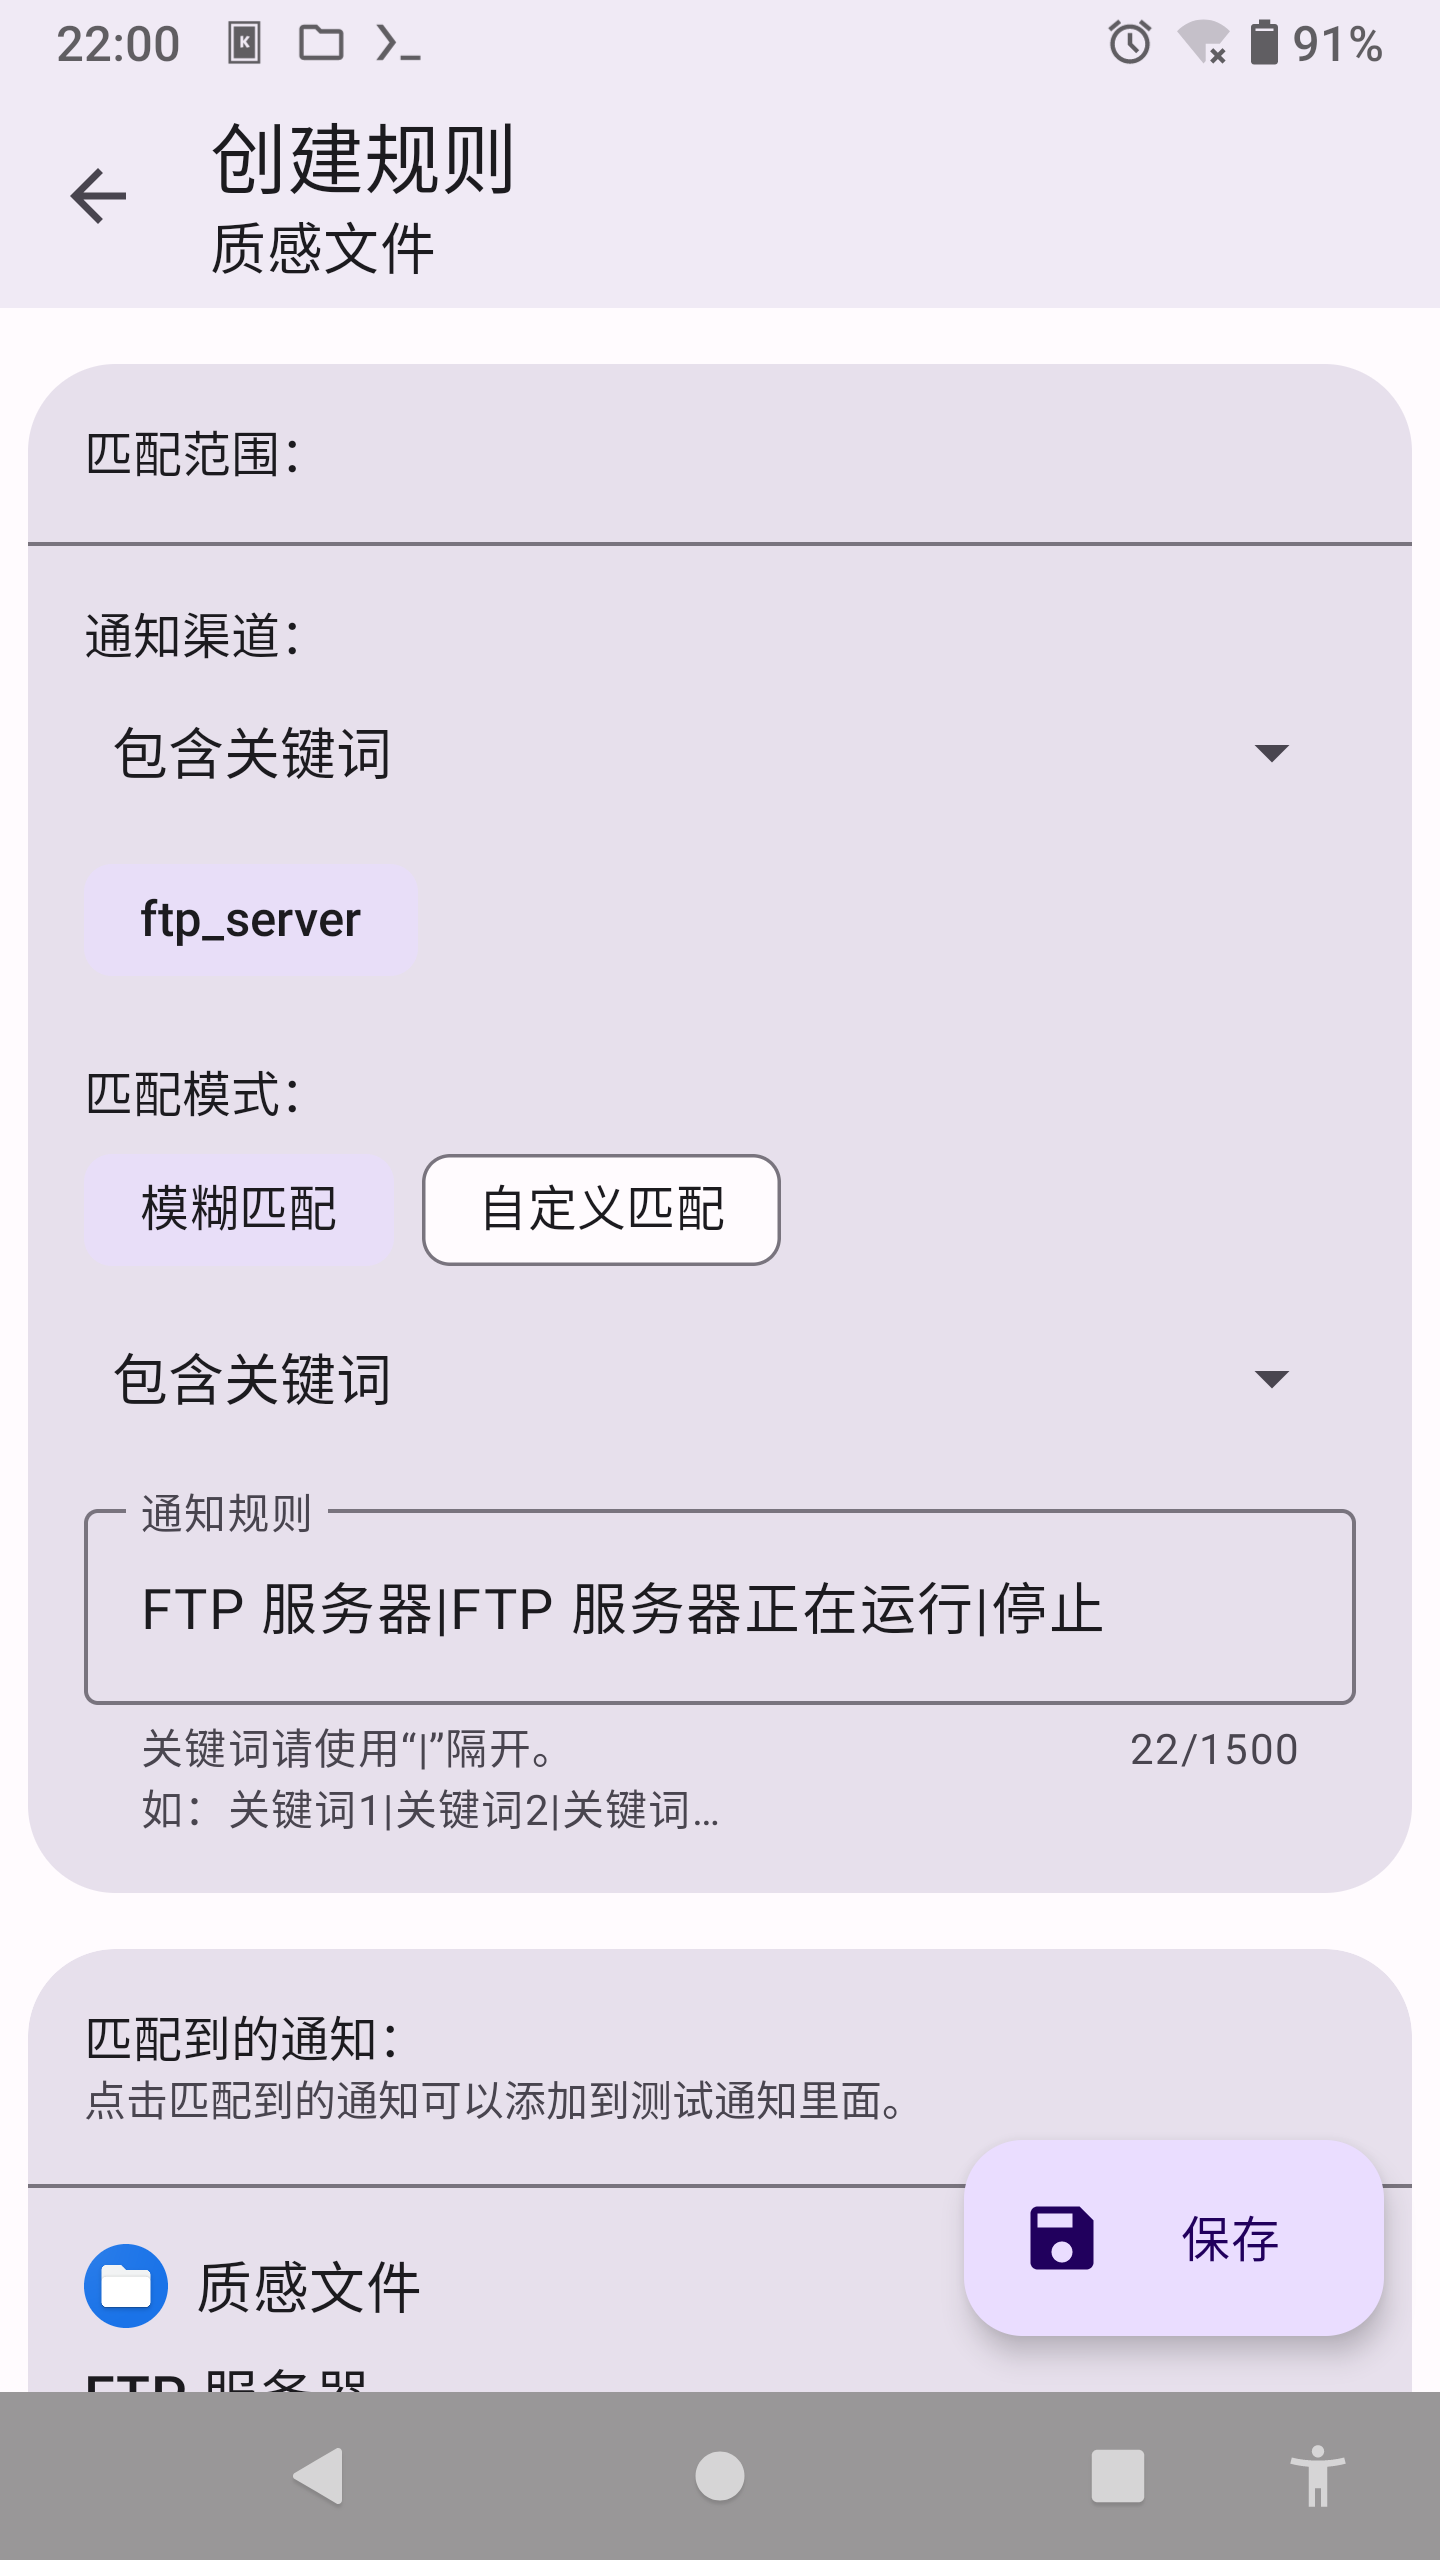 22:00
91%
创建规则
质感文件
匹配范围：
通知渠道：
包含关键词
ftp_server
匹配模式：
模糊匹配 自定义匹配
包含关键词
通知规则
FTP 服务器|FTP 服务器正在运行|停止
关键词请使用“|”隔开。 22/1500
如：关键词1|关键词2|关键词…
匹配到的通知：
点击匹配到的通知可以添加到测试通知里面。
保存
质感文件
FTP 服务器